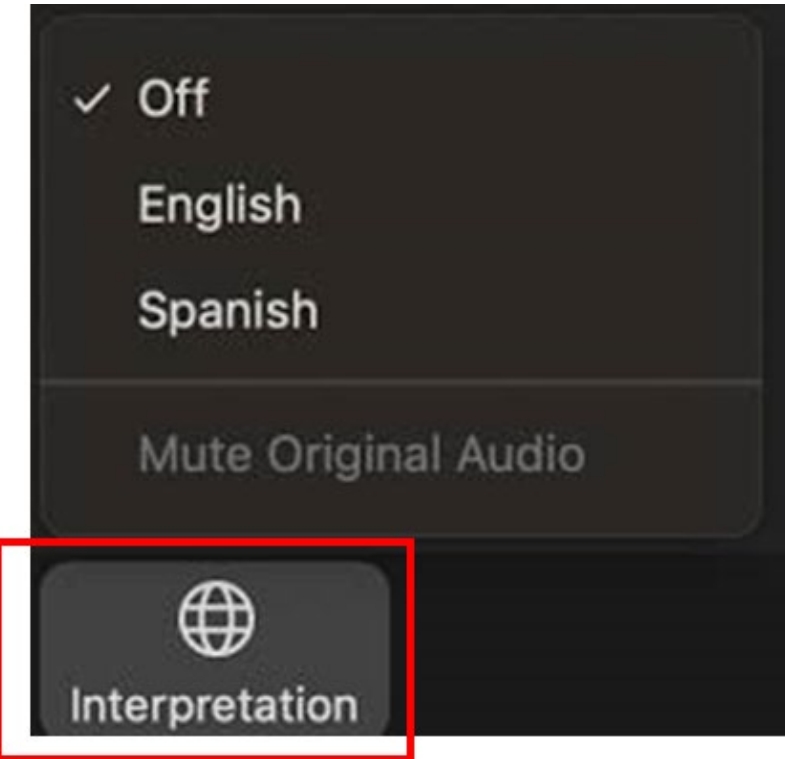 Off
English
Spanish
Mute Original Audio
Interpretation